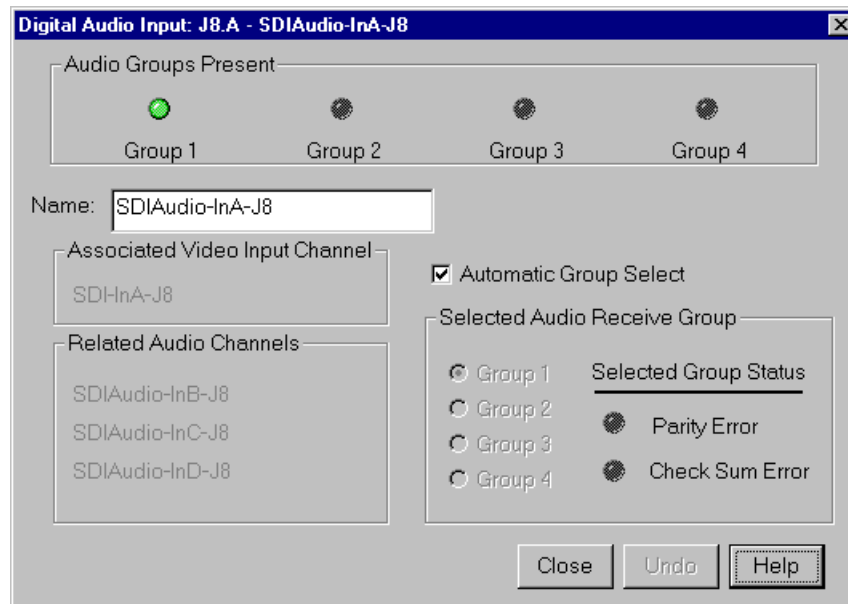 Digital Audio Input: J8.A - SDIAudio-InA-J8
Audio Groups Present
Group 1 Group 2 Group 3 Group 4
Name: SDIAudio-InA-J8
Associated Video Input Channel
SDI-InA-J8
Automatic Group Select
Related Audio Channels
SDIAudio-InB-J8
SDIAudio-InC-J8
SDIAudio-InD-J8
Selected Audio Receive Group
Group 1
Group 2
Group 3
Group 4
Selected Group Status
Parity Error
Check Sum Error
Close Undo Help